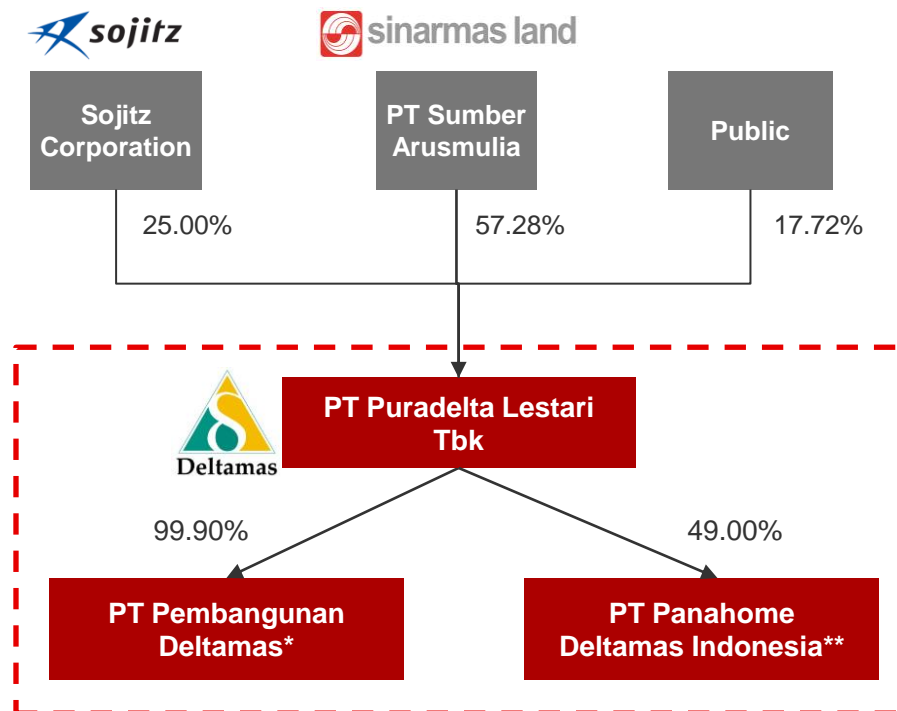 sojitz
sinarmas land
Sojitz
Corporation
PT Sumber
Arusmulia
Public
25.00%
57.28%
17.72%
PT Puradelta Lestari
Tbk
Deltamas
99.90%
49.00%
PT Pembangunan
Deltamas*
PT Panahome
Deltamas Indonesia**